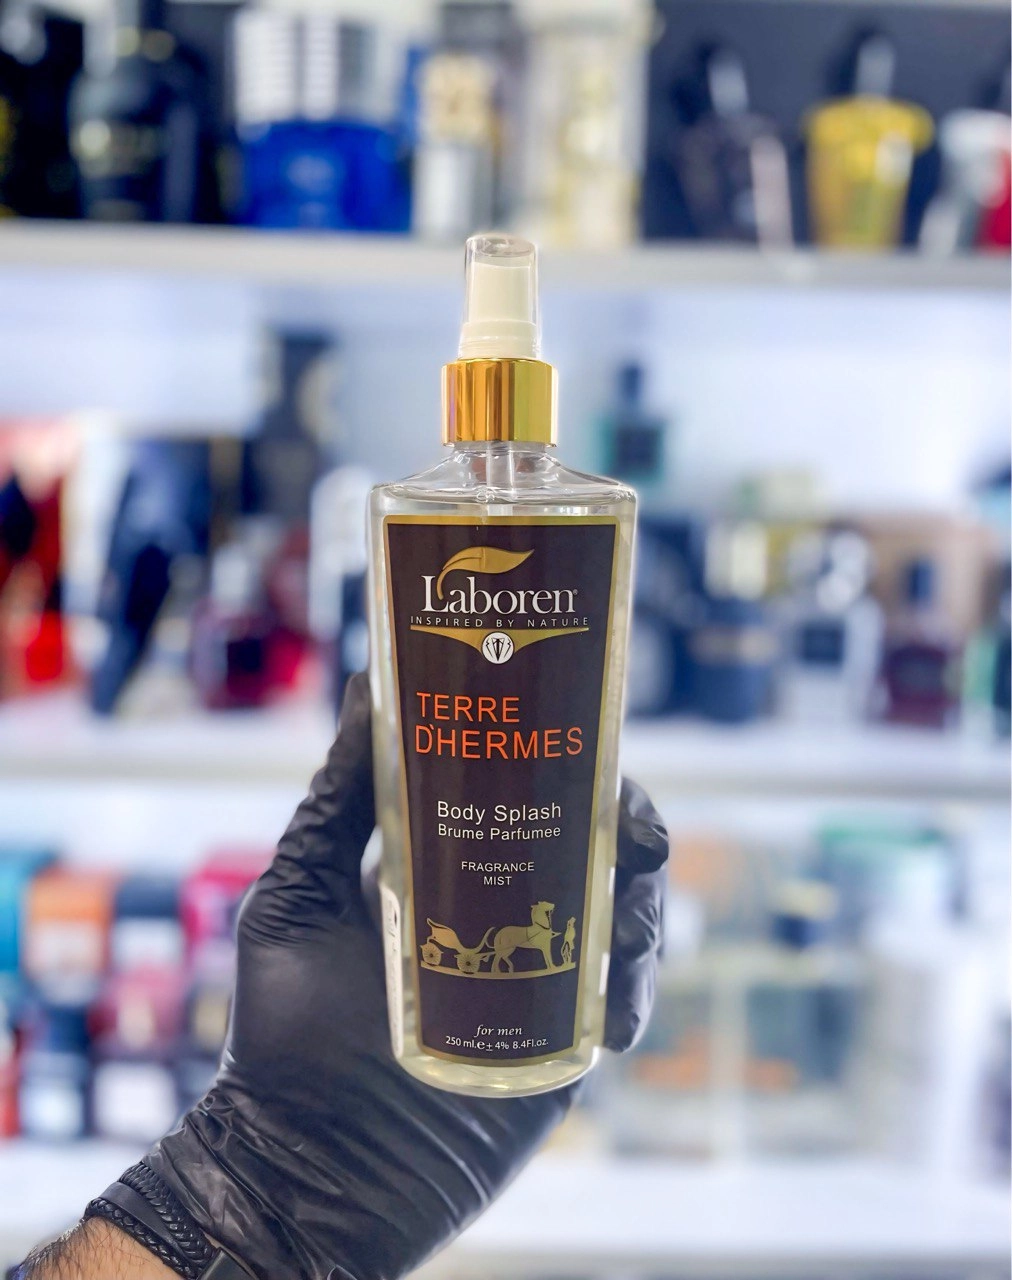 Laboren®
INSPIRED BY NATURE
TERRE
D'HERMES
Body Splash
Brume Parfumee
FRAGRANCE
MIST
for men
250 ml.e± 4% 8.4Fl.oz.